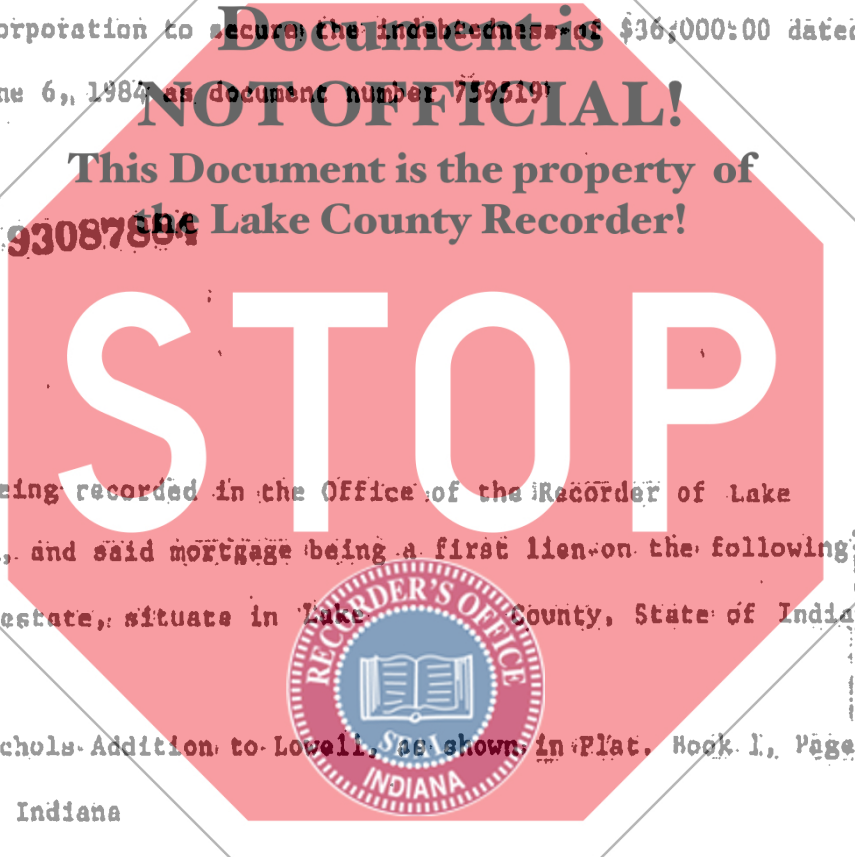 orporation to secure the indebtedness of $36,000.00 dated
Document is
ne 6, 1984 as document number 759519
NOT OFFICIAL!
This Document is the property of
the Lake County Recorder!
93087884
STOP
eing recorded in the Office of the Recorder of Lake
, and said mortgage being a first lien on the following
estate, situate in Lake County, State of India
RECORDER'S OFFICE
SEAL
INDIANA
chols Addition to Lowell, as shown in Plat. Book 1, Page
Indiana